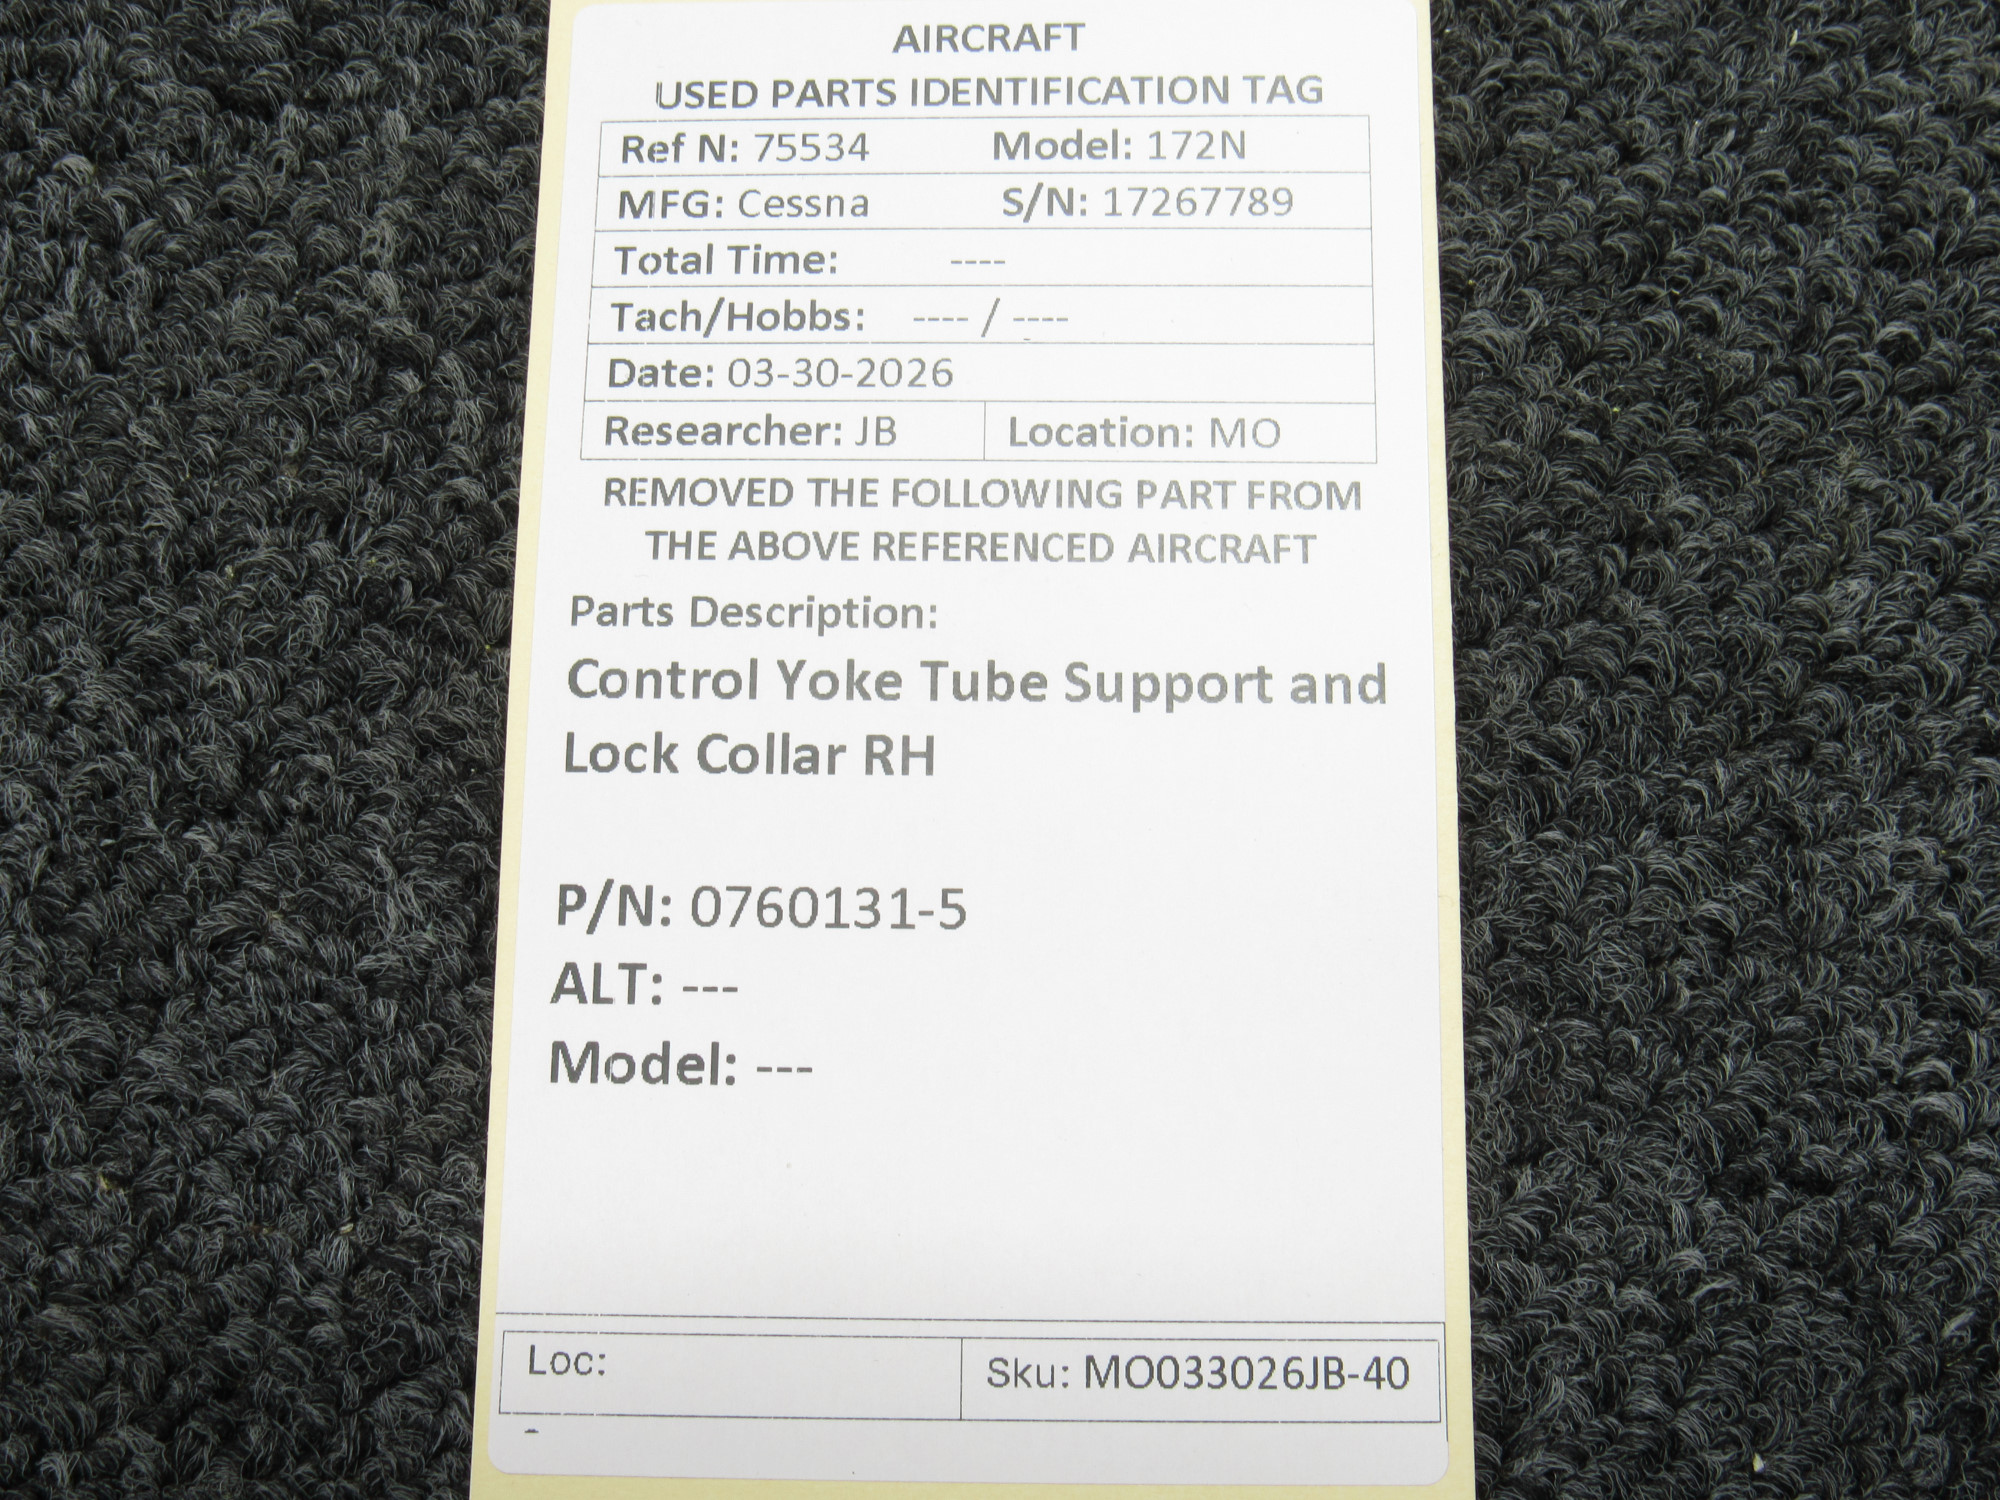 AIRCRAFT
USED PARTS IDENTIFICATION TAG
Ref N: 75534 Model: 172N
MFG: Cessna S/N: 17267789
Total Time: ----
Tach/Hobbs: ---- / ----
Date: 03-30-2026
Researcher: JB Location: MO
REMOVED THE FOLLOWING PART FROM
THE ABOVE REFERENCED AIRCRAFT
Parts Description:
Control Yoke Tube Support and
Lock Collar RH
P/N: 0760131-5
ALT: ---
Model: ---
Loc: Sku: MO033026JB-40